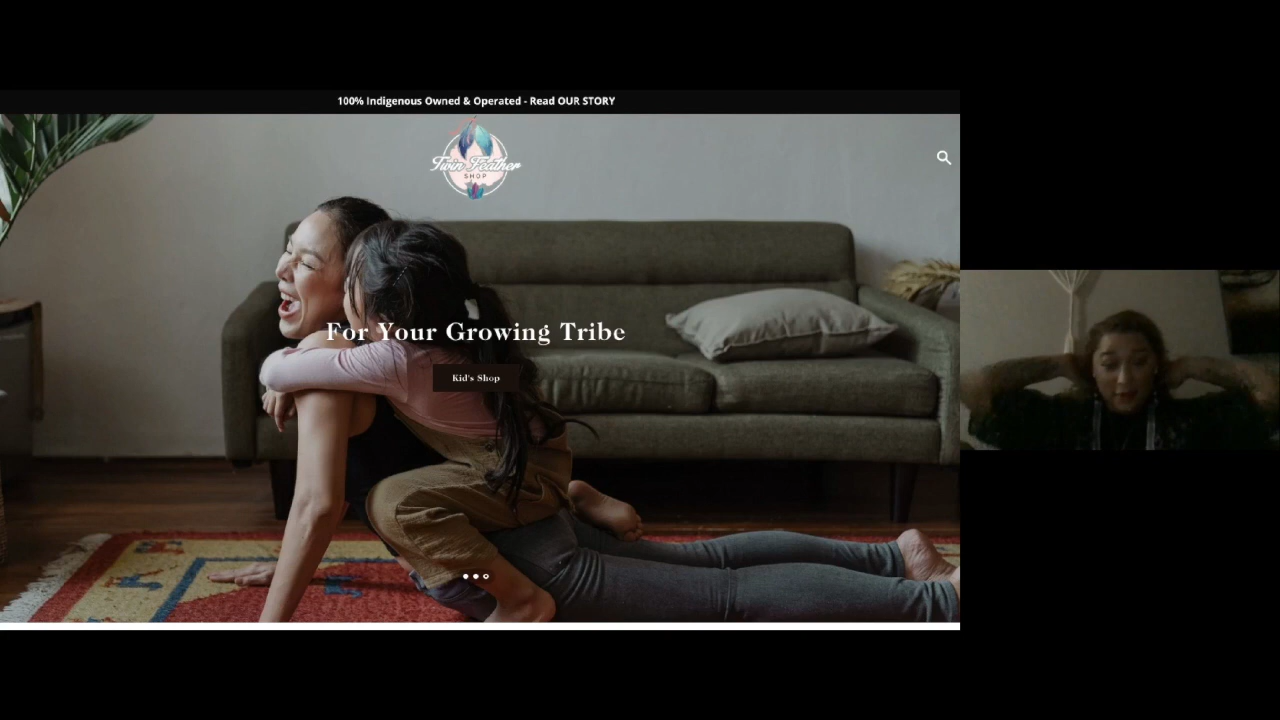 100% Indigenous Owned & Operated - Read OUR STORY
Twin Feather
SHOP
For Your Growing Tribe
Kid's Shop